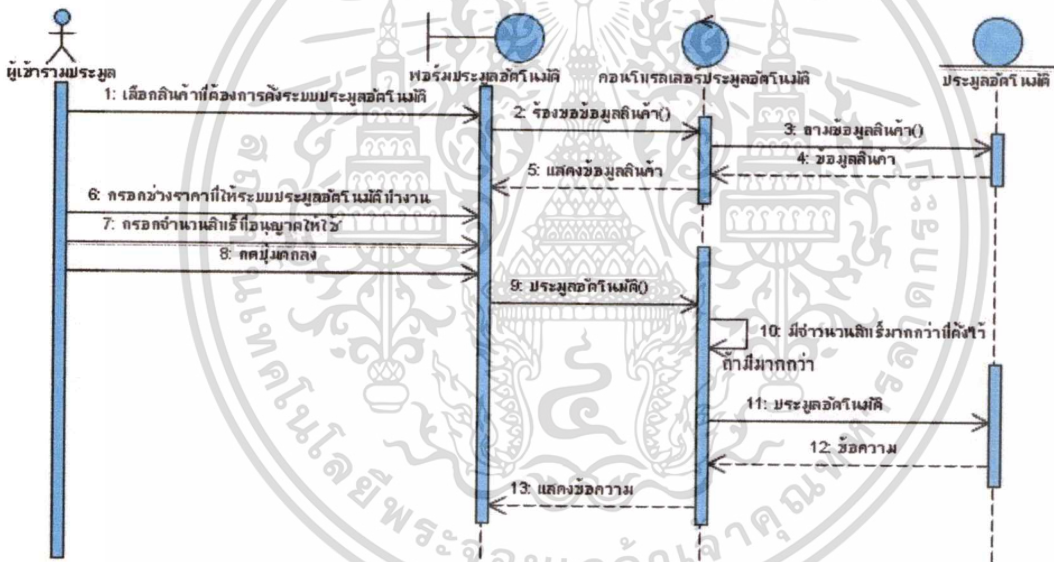 ผู้เข้าร่วมประมูล
ฟอร์มประมูลอัตโนมัติ
คอนโทรลเลอร์ประมูลอัตโนมัติ
ประมูลอัตโนมัติ
1: เลือกสินค้าที่ต้องการตั้งระบบประมูลอัตโนมัติ
2: ร้องขอข้อมูลสินค้า()
3: ถามข้อมูลสินค้า()
4: ข้อมูลสินค้า
5: แสดงข้อมูลสินค้า
6: กรอกช่วงราคาที่ให้ระบบประมูลอัตโนมัติทำงาน
7: กรอกจำนวนสิทธิ์ที่อนุญาตให้ใช้
8: กดปุ่มตกลง
9: ประมูลอัตโนมัติ()
10: มีจำวนวนสิทธิ์มากกว่าที่ตั้งไว้
ถ้ามีมากกว่า
11: ประมูลอัตโนมัติ
12: ข้อความ
13: แสดงข้อความ